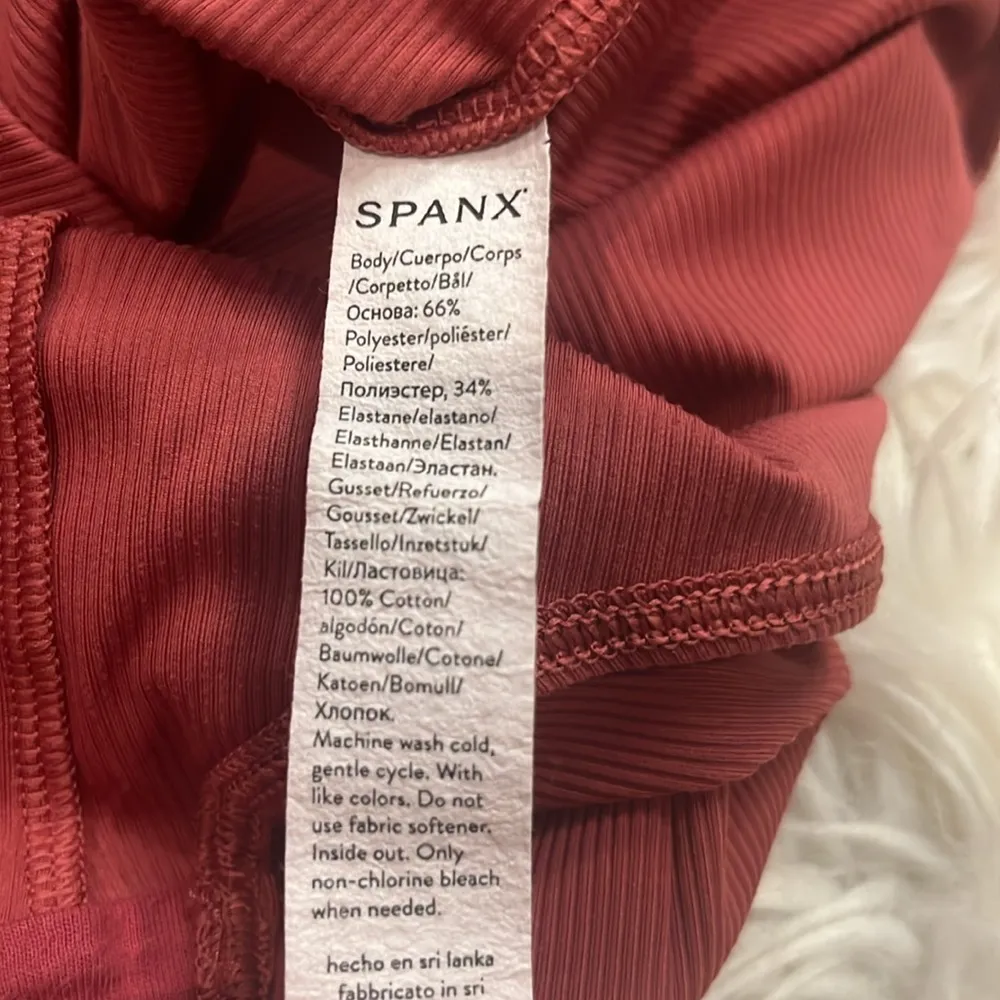 SPANX
Body/Cuerpo/Corps
/Corpetto/Bål/
Основа: 66%
Polyester/poliéster/
Poliestere/
Полиэстер, 34%
Elastane/elastano/
Elasthanne/Elastan/
Elastaan/Эластан.
Gusset/Refuerzo/
Gousset/Zwickel/
Tassello/Inzetstuk/
Kil/Ластовица:
100% Cotton/
algodón/Coton/
Baumwolle/Cotone/
Katoen/Bomull/
Хлопок.
Machine wash cold,
gentle cycle. With
like colors. Do not
use fabric softener.
Inside out. Only
non-chlorine bleach
when needed.
hecho en sri lanka
fabbricato in sri